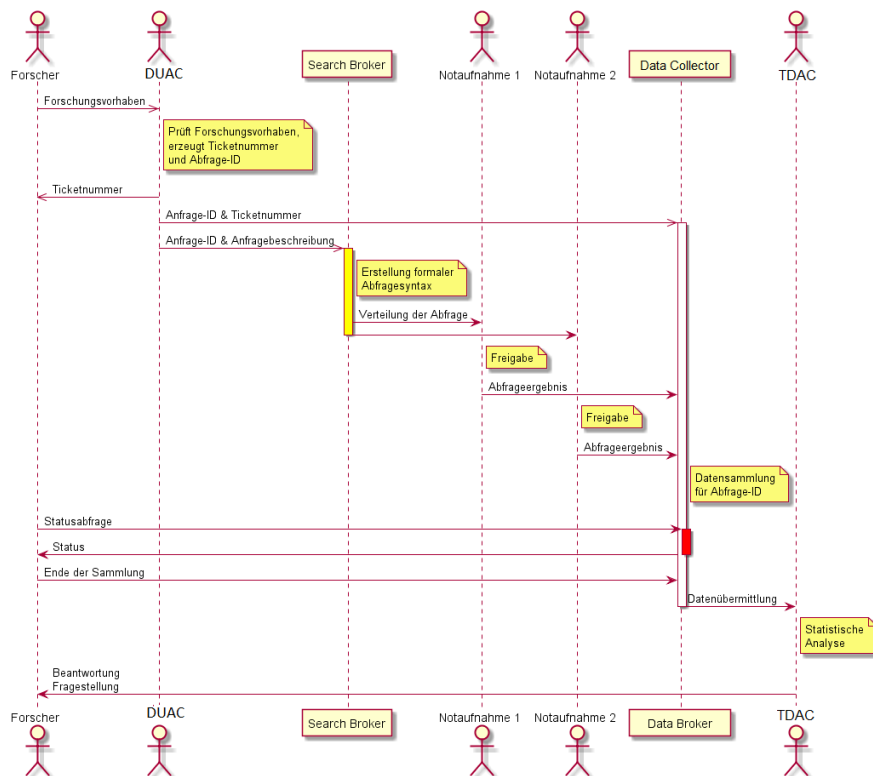 Forscher
DUAC
Search Broker
Notaufnahme 1
Notaufnahme 2
Data Collector
TDAC
Forschungsvorhaben
Prüft Forschungsvorhaben,
erzeugt Ticketnummer
und Abfrage-ID
Ticketnummer
Anfrage-ID & Ticketnummer
Anfrage-ID & Anfragebeschreibung
Erstellung formaler
Abfragesyntax
Verteilung der Abfrage
Freigabe
Abfrageergebnis
Freigabe
Abfrageergebnis
Datensammlung
für Abfrage-ID
Statusabfrage
Status
Ende der Sammlung
Datenübermittlung
Statistische
Analyse
Beantwortung
Fragestellung
Forscher
DUAC
Search Broker
Notaufnahme 1
Notaufnahme 2
Data Broker
TDAC